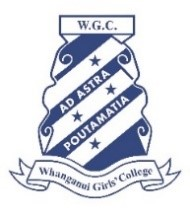 W.G.C.
AD ASTRA
POUTAMATIA
Whanganui Girls' College